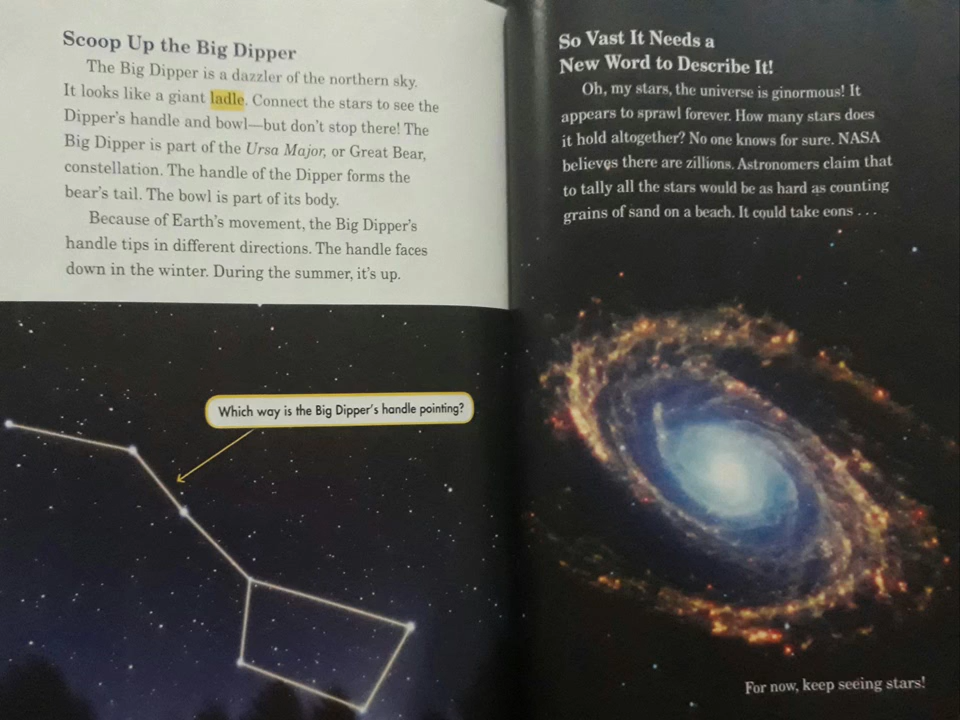 Scoop Up the Big Dipper
The Big Dipper is a dazzler of the northern sky.
It looks like a giant ladle. Connect the stars to see the
Dipper's handle and bowl—but don't stop there! The
Big Dipper is part of the Ursa Major, or Great Bear,
constellation. The handle of the Dipper forms the
bear's tail. The bowl is part of its body.
Because of Earth's movement, the Big Dipper's
handle tips in different directions. The handle faces
down in the winter. During the summer, it's up.
Which way is the Big Dipper's handle pointing?
So Vast It Needs a
New Word to Describe It!
Oh, my stars, the universe is ginormous! It
appears to sprawl forever. How many stars does
it hold altogether? No one knows for sure. NASA
believes there are zillions. Astronomers claim that
to tally all the stars would be as hard as counting
grains of sand on a beach. It could take eons . . .
For now, keep seeing stars!